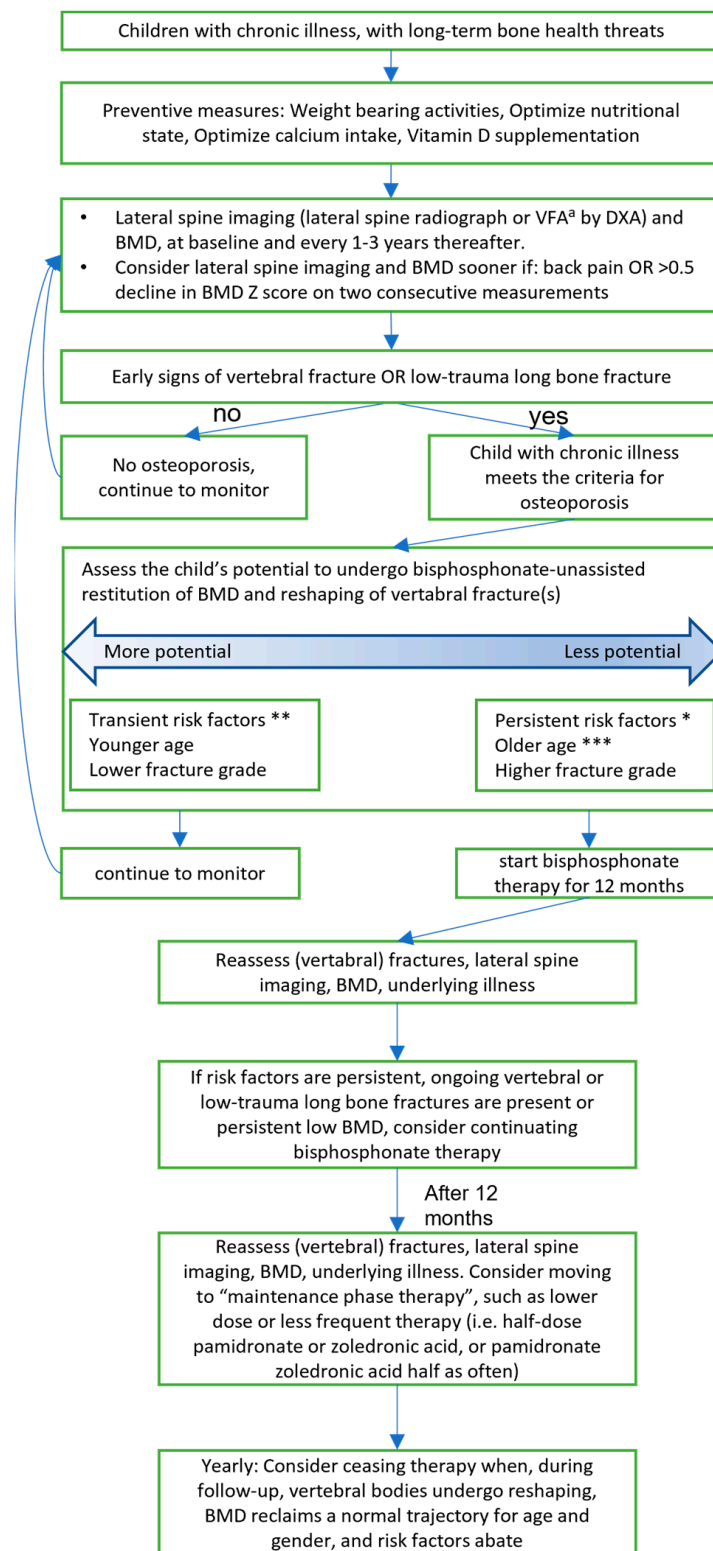 Children with chronic illness, with long-term bone health threats
Preventive measures: Weight bearing activities, Optimize nutritional
state, Optimize calcium intake, Vitamin D supplementation
• Lateral spine imaging (lateral spine radiograph or VFAᵃ by DXA) and
BMD, at baseline and every 1-3 years thereafter.
• Consider lateral spine imaging and BMD sooner if: back pain OR >0.5
decline in BMD Z score on two consecutive measurements
Early signs of vertebral fracture OR low-trauma long bone fracture
no
yes
No osteoporosis,
continue to monitor
Child with chronic illness
meets the criteria for
osteoporosis
Assess the child’s potential to undergo bisphosphonate-unassisted
restitution of BMD and reshaping of vertabral fracture(s)
More potential
Less potential
Transient risk factors **
Younger age
Lower fracture grade
Persistent risk factors *
Older age ***
Higher fracture grade
continue to monitor
start bisphosphonate
therapy for 12 months
Reassess (vertabral) fractures, lateral spine
imaging, BMD, underlying illness
If risk factors are persistent, ongoing vertebral or
low-trauma long bone fractures are present or
persistent low BMD, consider continuating
bisphosphonate therapy
After 12
months
Reassess (vertebral) fractures, lateral spine
imaging, BMD, underlying illness. Consider moving
to “maintenance phase therapy”, such as lower
dose or less frequent therapy (i.e. half-dose
pamidronate or zoledronic acid, or pamidronate
zoledronic acid half as often)
Yearly: Consider ceasing therapy when, during
follow-up, vertebral bodies undergo reshaping,
BMD reclaims a normal trajectory for age and
gender, and risk factors abate